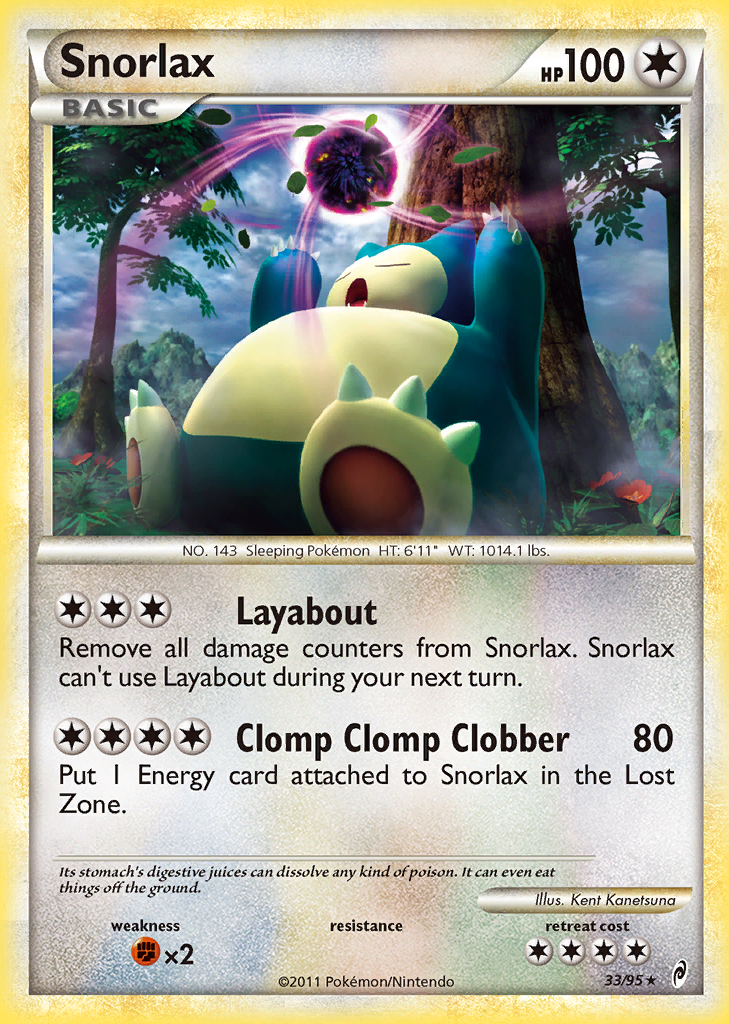 Snorlax
HP100
BASIC
NO. 143 Sleeping Pokémon HT: 6'11" WT: 1014.1 lbs.
Layabout
Remove all damage counters from Snorlax. Snorlax
can't use Layabout during your next turn.
Clomp Clomp Clobber 80
Put 1 Energy card attached to Snorlax in the Lost
Zone.
Its stomach's digestive juices can dissolve any kind of poison. It can even eat
things off the ground.
Illus. Kent Kanetsuna
weakness resistance retreat cost
×2
©2011 Pokémon/Nintendo 33/95★